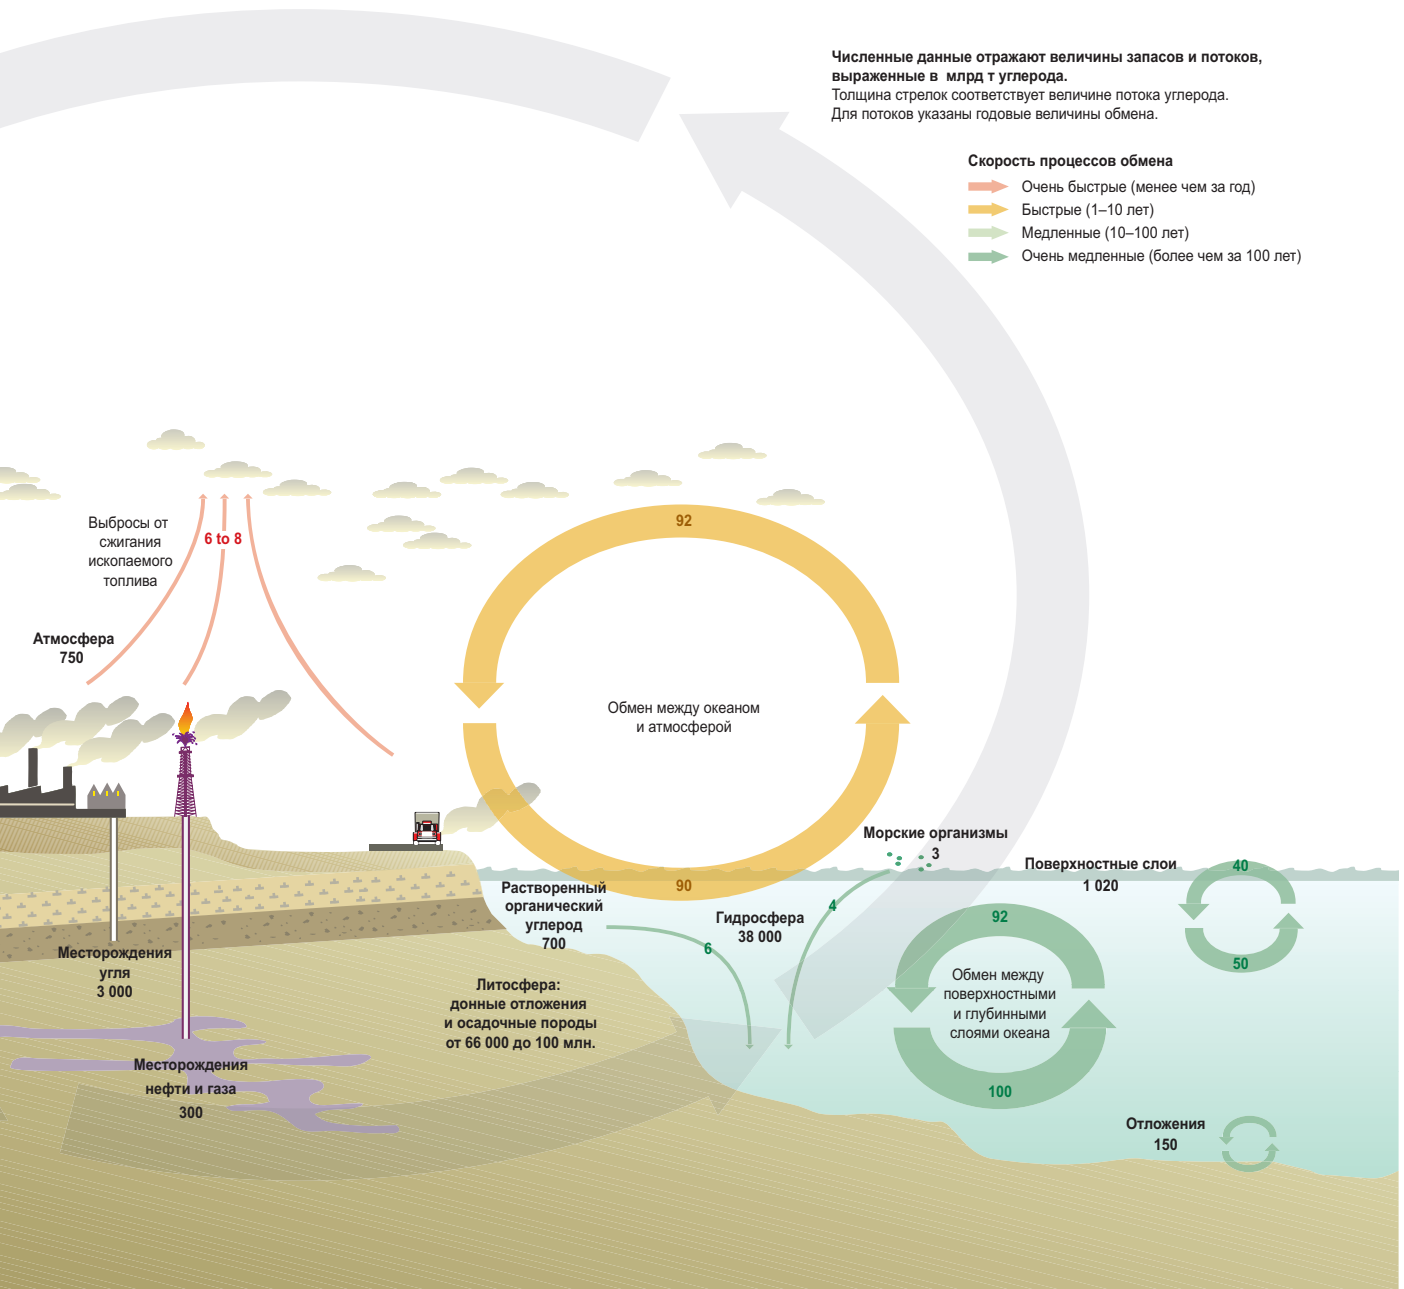 Численные данные отражают величины запасов и потоков,
выраженные в млрд т углерода.
Толщина стрелок соответствует величине потока углерода.
Для потоков указаны годовые величины обмена.
Скорость процессов обмена
Очень быстрые (менее чем за год)
Быстрые (1–10 лет)
Медленные (10–100 лет)
Очень медленные (более чем за 100 лет)
Выбросы от
сжигания
ископаемого
топлива
6 to 8
92
Атмосфера
750
Обмен между океаном
и атмосферой
90
Морские организмы
3
Поверхностные слои
1 020
40
50
Растворенный
органический
углерод
700
6
4
Гидросфера
38 000
92
Обмен между
поверхностными
и глубинными
слоями океана
100
Месторождения
угля
3 000
Литосфера:
донные отложения
и осадочные породы
от 66 000 до 100 млн.
Месторождения
нефти и газа
300
Отложения
150